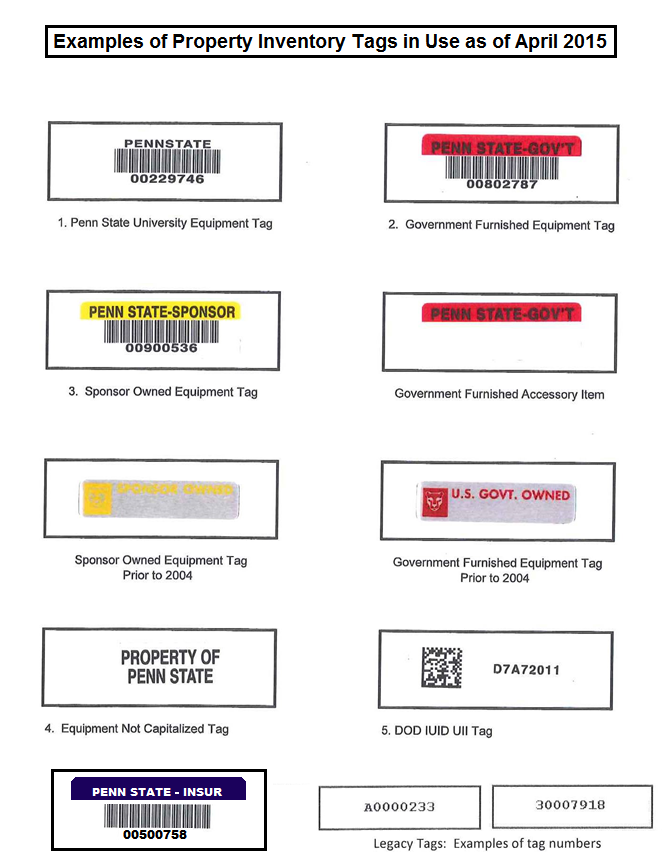 Examples of Property Inventory Tags in Use as of April 2015
PENNSTATE
00229746
1. Penn State University Equipment Tag
PENN STATE-GOV'T
00802787
2. Government Furnished Equipment Tag
PENN STATE-SPONSOR
00900536
3. Sponsor Owned Equipment Tag
PENN STATE-GOV'T
Government Furnished Accessory Item
SPONSOR OWNED
Sponsor Owned Equipment Tag
Prior to 2004
U.S. GOVT. OWNED
Government Furnished Equipment Tag
Prior to 2004
PROPERTY OF
PENN STATE
4. Equipment Not Capitalized Tag
D7A72011
5. DOD IUID UII Tag
PENN STATE - INSUR
00500758
A0000233
30007918
Legacy Tags: Examples of tag numbers